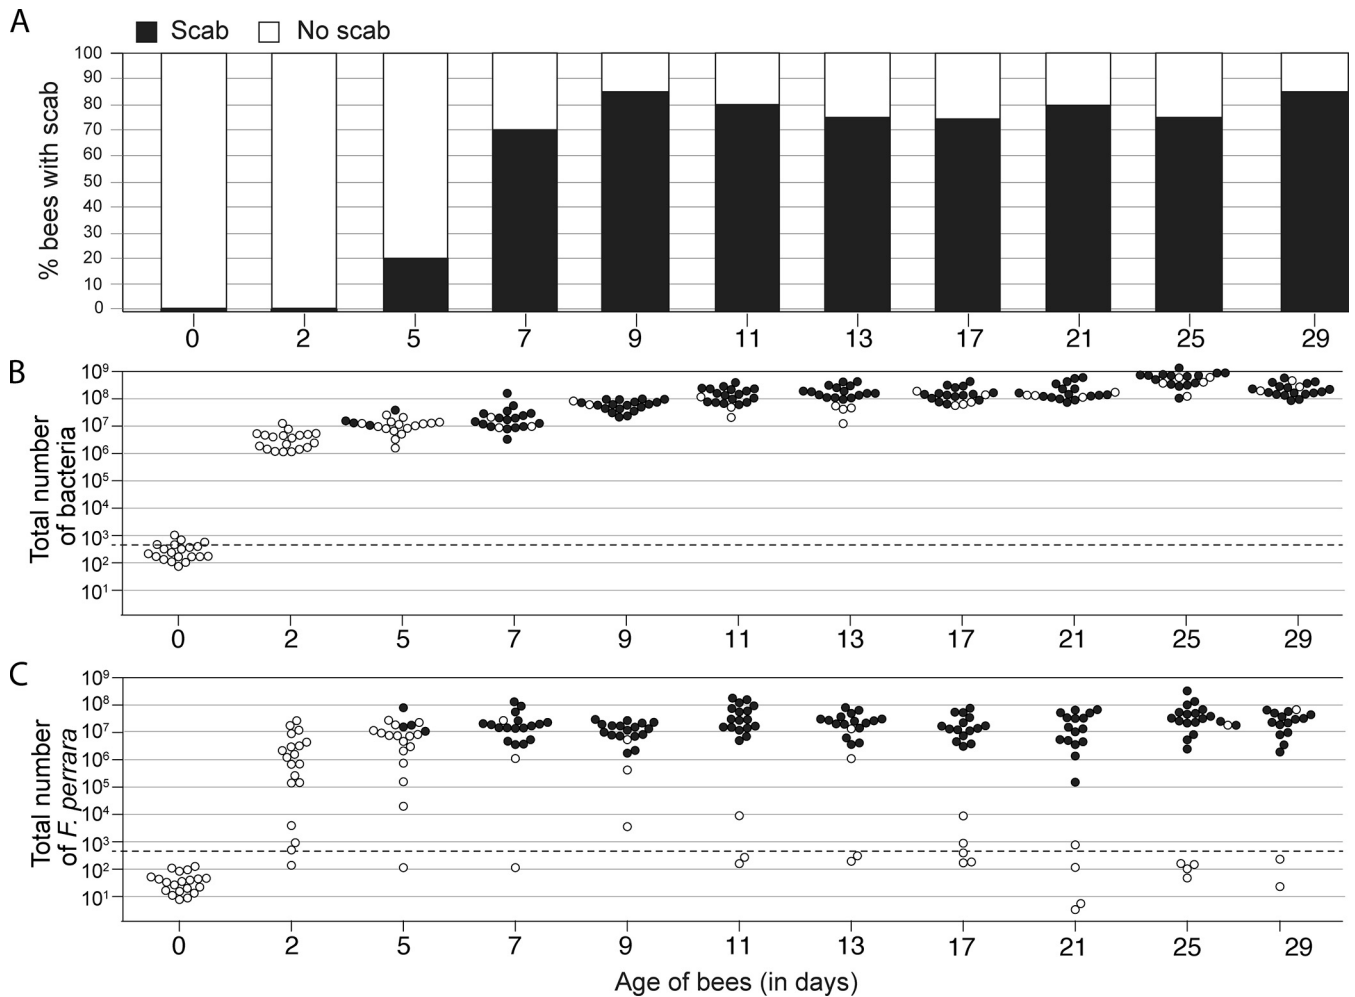 A
Scab No scab
% bees with scab
100
90
80
70
60
50
40
30
20
10
0
0 2 5 7 9 11 13 17 21 25 29
B
Total number
of bacteria
10⁹
10⁸
10⁷
10⁶
10⁵
10⁴
10³
10²
10¹
0 2 5 7 9 11 13 17 21 25 29
C
Total number
of F. perrara
10⁹
10⁸
10⁷
10⁶
10⁵
10⁴
10³
10²
10¹
0 2 5 7 9 11 13 17 21 25 29
Age of bees (in days)